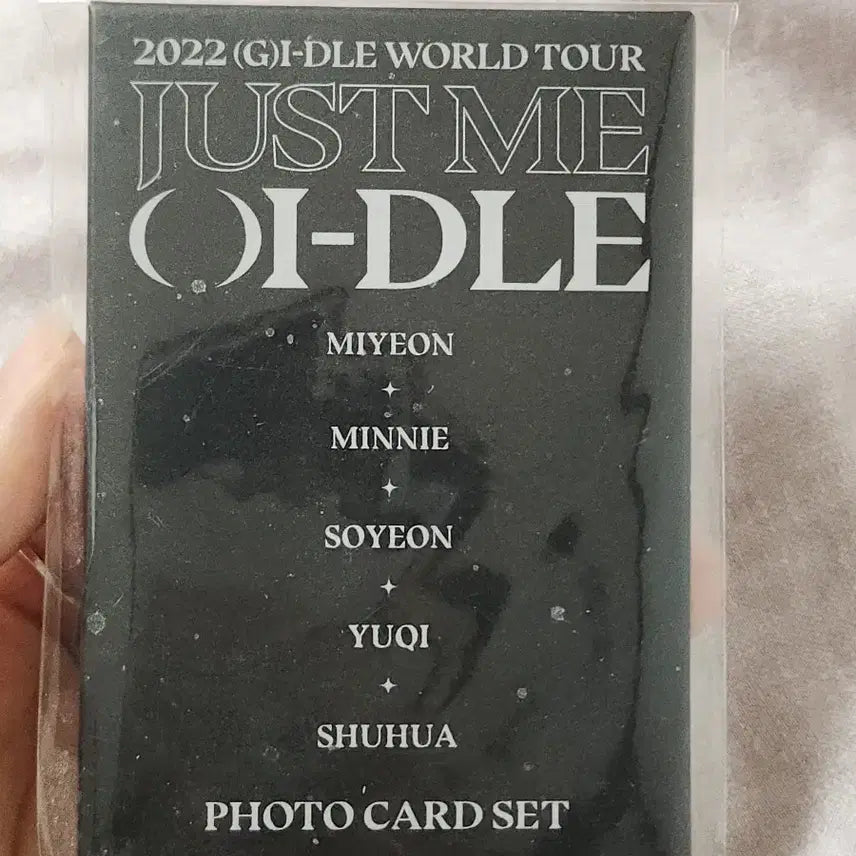 2022 (G)I-DLE WORLD TOUR
JUST ME
( )I-DLE
MIYEON
MINNIE
SOYEON
YUQI
SHUHUA
PHOTO CARD SET